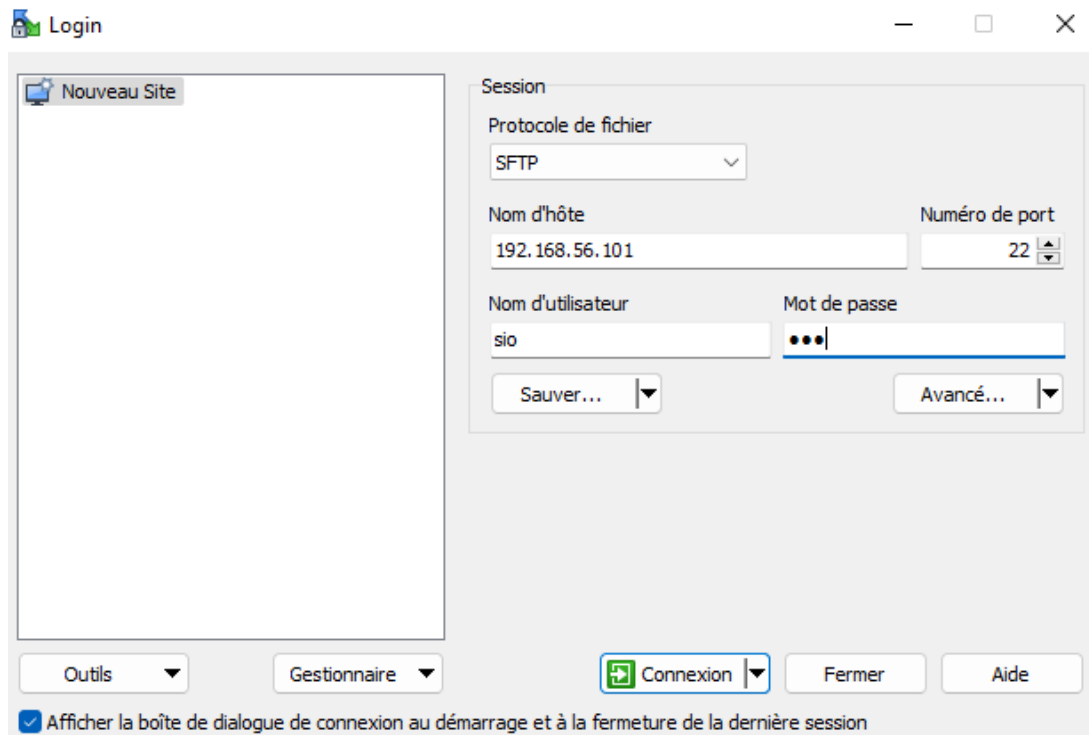 Login
Nouveau Site
Session
Protocole de fichier
SFTP
Nom d'hôte Numéro de port
192.168.56.101 22
Nom d'utilisateur Mot de passe
sio •••
Sauver... Avancé...
Outils Gestionnaire Connexion Fermer Aide
Afficher la boîte de dialogue de connexion au démarrage et à la fermeture de la dernière session